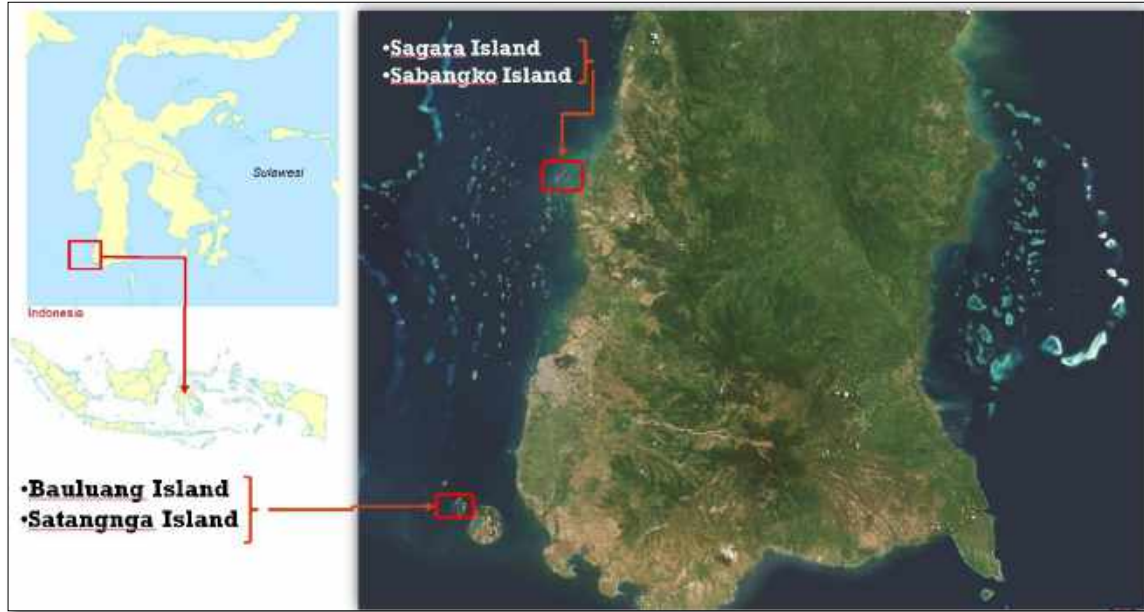 •Sagara Island
•Sabangko Island
Sulawesi
Indonesia
•Bauluang Island
•Satangnga Island